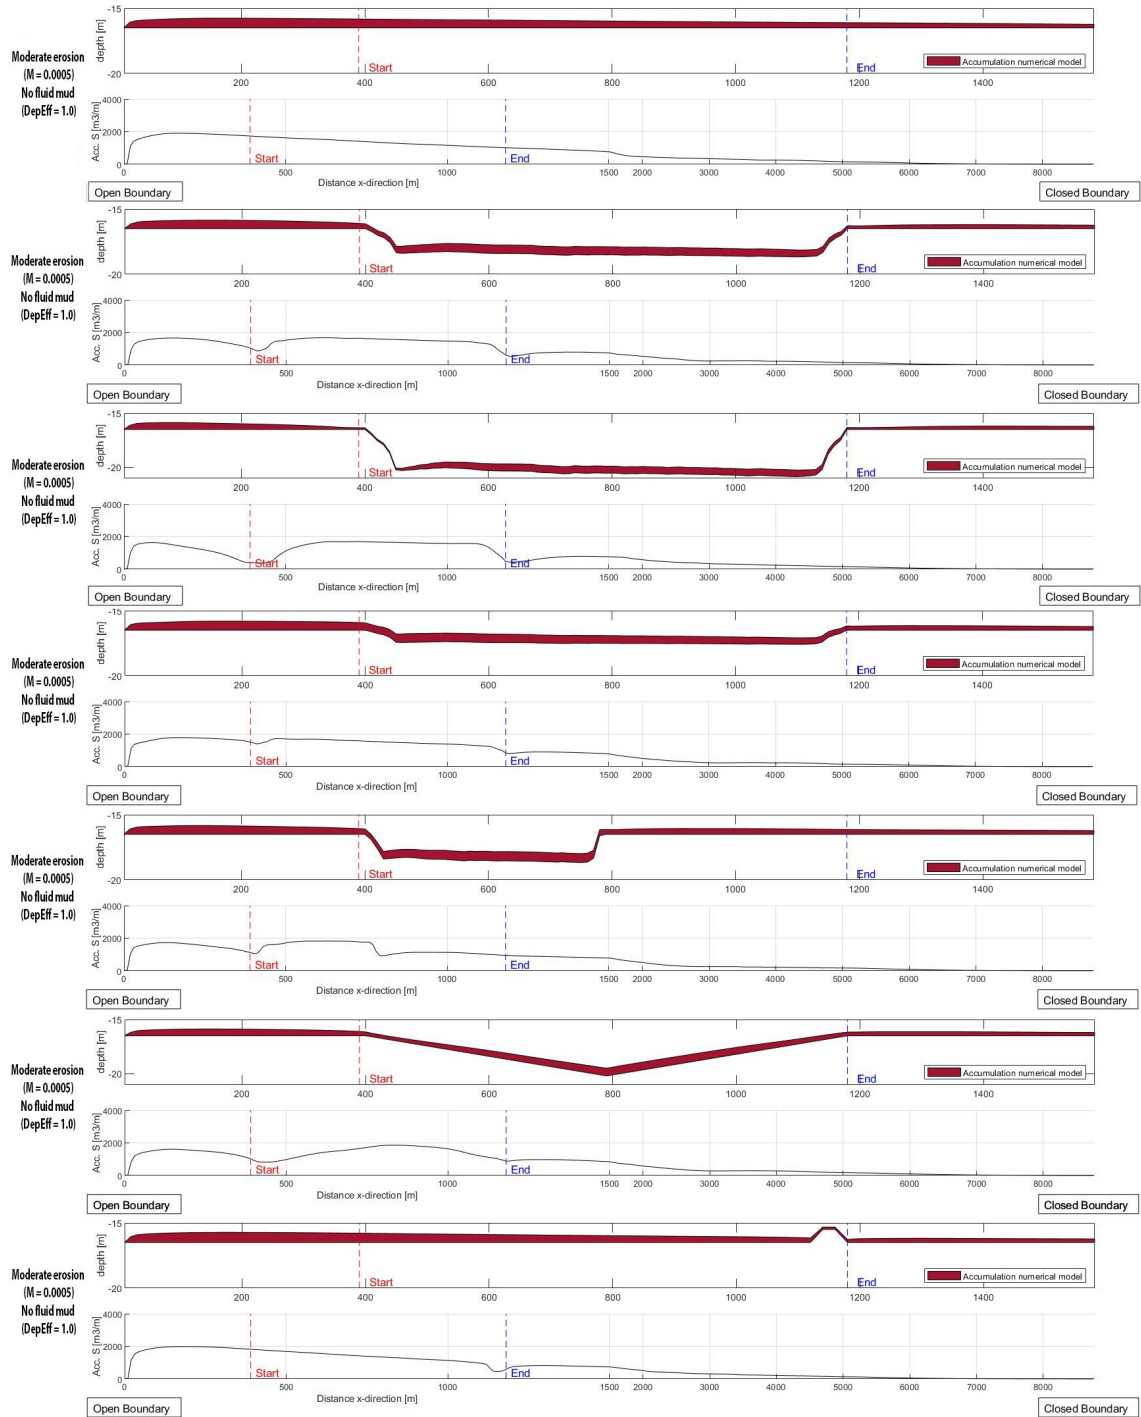 Moderate erosion
(M = 0.0005)
No fluid mud
(DepEff = 1.0)
depth [m]
-15
-20
Start
End
Accumulation numerical model
200 400 600 800 1000 1200 1400
Acc. S [m3/m]
4000
2000
0
Start
End
0 500 1000 1500 2000 3000 4000 5000 6000 7000 8000
Distance x-direction [m]
Open Boundary
Closed Boundary
Moderate erosion
(M = 0.0005)
No fluid mud
(DepEff = 1.0)
depth [m]
-15
-20
Start
End
Accumulation numerical model
200 400 600 800 1000 1200 1400
Acc. S [m3/m]
4000
2000
0
Start
End
0 500 1000 1500 2000 3000 4000 5000 6000 7000 8000
Distance x-direction [m]
Open Boundary
Closed Boundary
Moderate erosion
(M = 0.0005)
No fluid mud
(DepEff = 1.0)
depth [m]
-15
-20
Start
End
Accumulation numerical model
200 400 600 800 1000 1200 1400
Acc. S [m3/m]
4000
2000
0
Start
End
0 500 1000 1500 2000 3000 4000 5000 6000 7000 8000
Distance x-direction [m]
Open Boundary
Closed Boundary
Moderate erosion
(M = 0.0005)
No fluid mud
(DepEff = 1.0)
depth [m]
-15
-20
Start
End
Accumulation numerical model
200 400 600 800 1000 1200 1400
Acc. S [m3/m]
4000
2000
0
Start
End
0 500 1000 1500 2000 3000 4000 5000 6000 7000 8000
Distance x-direction [m]
Open Boundary
Closed Boundary
Moderate erosion
(M = 0.0005)
No fluid mud
(DepEff = 1.0)
depth [m]
-15
-20
Start
End
Accumulation numerical model
200 400 600 800 1000 1200 1400
Acc. S [m3/m]
4000
2000
0
Start
End
0 500 1000 1500 2000 3000 4000 5000 6000 7000 8000
Distance x-direction [m]
Open Boundary
Closed Boundary
Moderate erosion
(M = 0.0005)
No fluid mud
(DepEff = 1.0)
depth [m]
-15
-20
Start
End
Accumulation numerical model
200 400 600 800 1000 1200 1400
Acc. S [m3/m]
4000
2000
0
Start
End
0 500 1000 1500 2000 3000 4000 5000 6000 7000 8000
Distance x-direction [m]
Open Boundary
Closed Boundary
Moderate erosion
(M = 0.0005)
No fluid mud
(DepEff = 1.0)
depth [m]
-15
-20
Start
End
Accumulation numerical model
200 400 600 800 1000 1200 1400
Acc. S [m3/m]
4000
2000
0
Start
End
0 500 1000 1500 2000 3000 4000 5000 6000 7000 8000
Distance x-direction [m]
Open Boundary
Closed Boundary